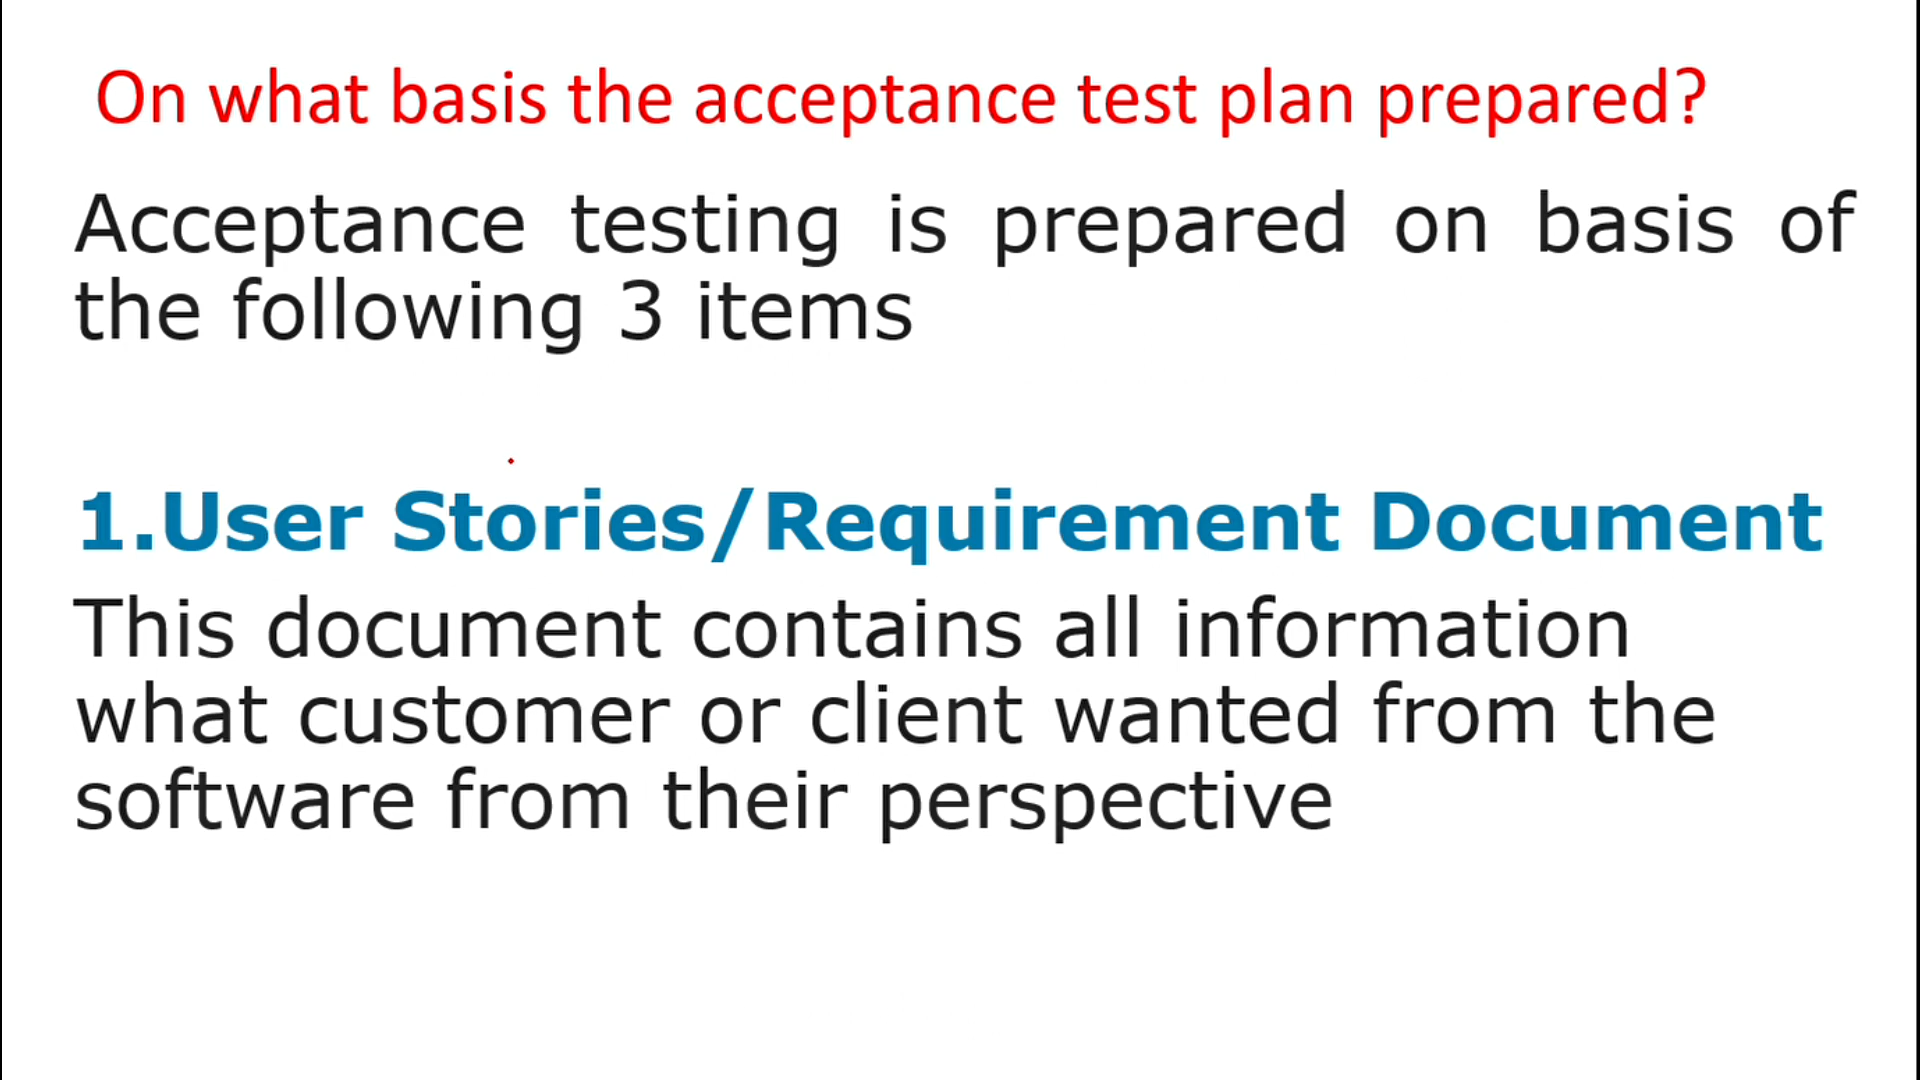 On what basis the acceptance test plan prepared?
Acceptance testing is prepared on basis of
the following 3 items
1.User Stories/Requirement Document
This document contains all information
what customer or client wanted from the
software from their perspective